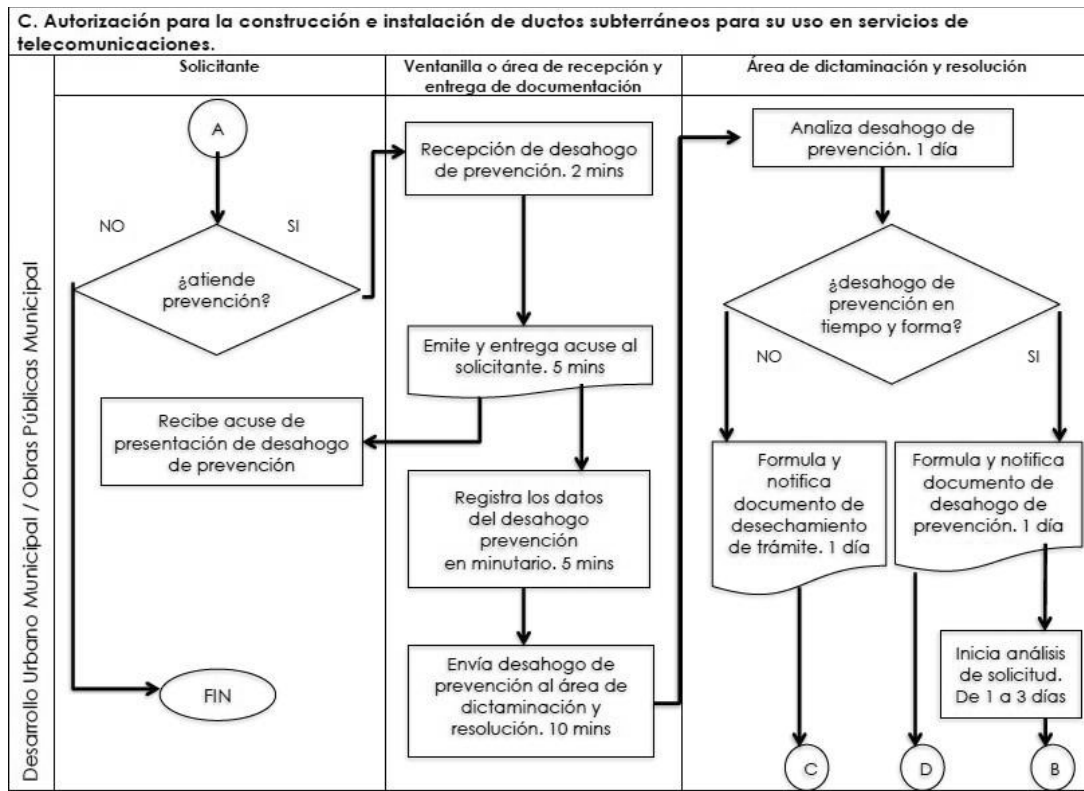 C. Autorización para la construcción e instalación de ductos subterráneos para su uso en servicios de
telecomunicaciones.
Desarrollo Urbano Municipal / Obras Públicas Municipal
Solicitante
A
NO
SI
¿atiende
prevención?
Recibe acuse de
presentación de desahogo
de prevención
FIN
Ventanilla o área de recepción y
entrega de documentación
Recepción de desahogo
de prevención. 2 mins
Emite y entrega acuse al
solicitante. 5 mins
Registra los datos
del desahogo
prevención
en minutario. 5 mins
Envía desahogo de
prevención al área de
dictaminación y
resolución. 10 mins
Área de dictaminación y resolución
Analiza desahogo de
prevención. 1 día
¿desahogo de
prevención en
tiempo y forma?
NO
SI
Formula y
notifica
documento de
desechamiento
de trámite. 1 día
Formula y notifica
documento de
desahogo de
prevención. 1 día
Inicia análisis
de solicitud.
De 1 a 3 días
C
D
B